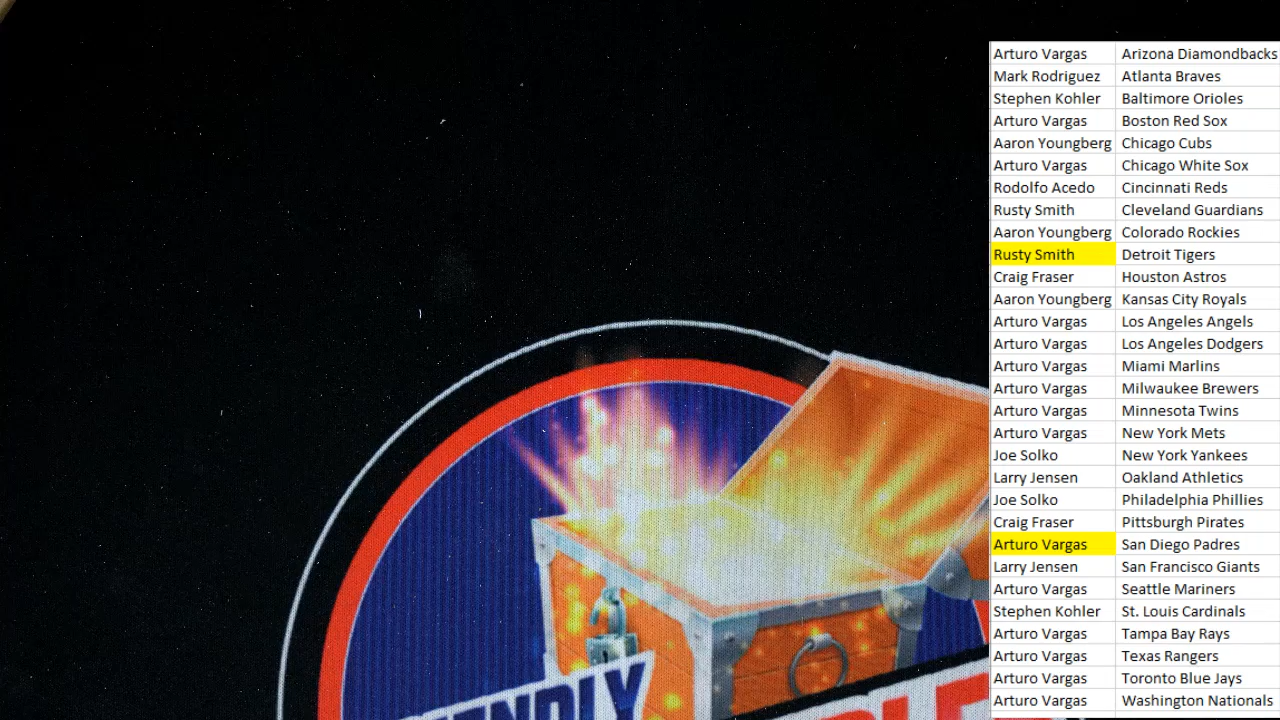 Arturo Vargas Arizona Diamondbacks
Mark Rodriguez Atlanta Braves
Stephen Kohler Baltimore Orioles
Arturo Vargas Boston Red Sox
Aaron Youngberg Chicago Cubs
Arturo Vargas Chicago White Sox
Rodolfo Acedo Cincinnati Reds
Rusty Smith Cleveland Guardians
Aaron Youngberg Colorado Rockies
Rusty Smith Detroit Tigers
Craig Fraser Houston Astros
Aaron Youngberg Kansas City Royals
Arturo Vargas Los Angeles Angels
Arturo Vargas Los Angeles Dodgers
Arturo Vargas Miami Marlins
Arturo Vargas Milwaukee Brewers
Arturo Vargas Minnesota Twins
Arturo Vargas New York Mets
Joe Solko New York Yankees
Larry Jensen Oakland Athletics
Joe Solko Philadelphia Phillies
Craig Fraser Pittsburgh Pirates
Arturo Vargas San Diego Padres
Larry Jensen San Francisco Giants
Arturo Vargas Seattle Mariners
Stephen Kohler St. Louis Cardinals
Arturo Vargas Tampa Bay Rays
Arturo Vargas Texas Rangers
Arturo Vargas Toronto Blue Jays
Arturo Vargas Washington Nationals